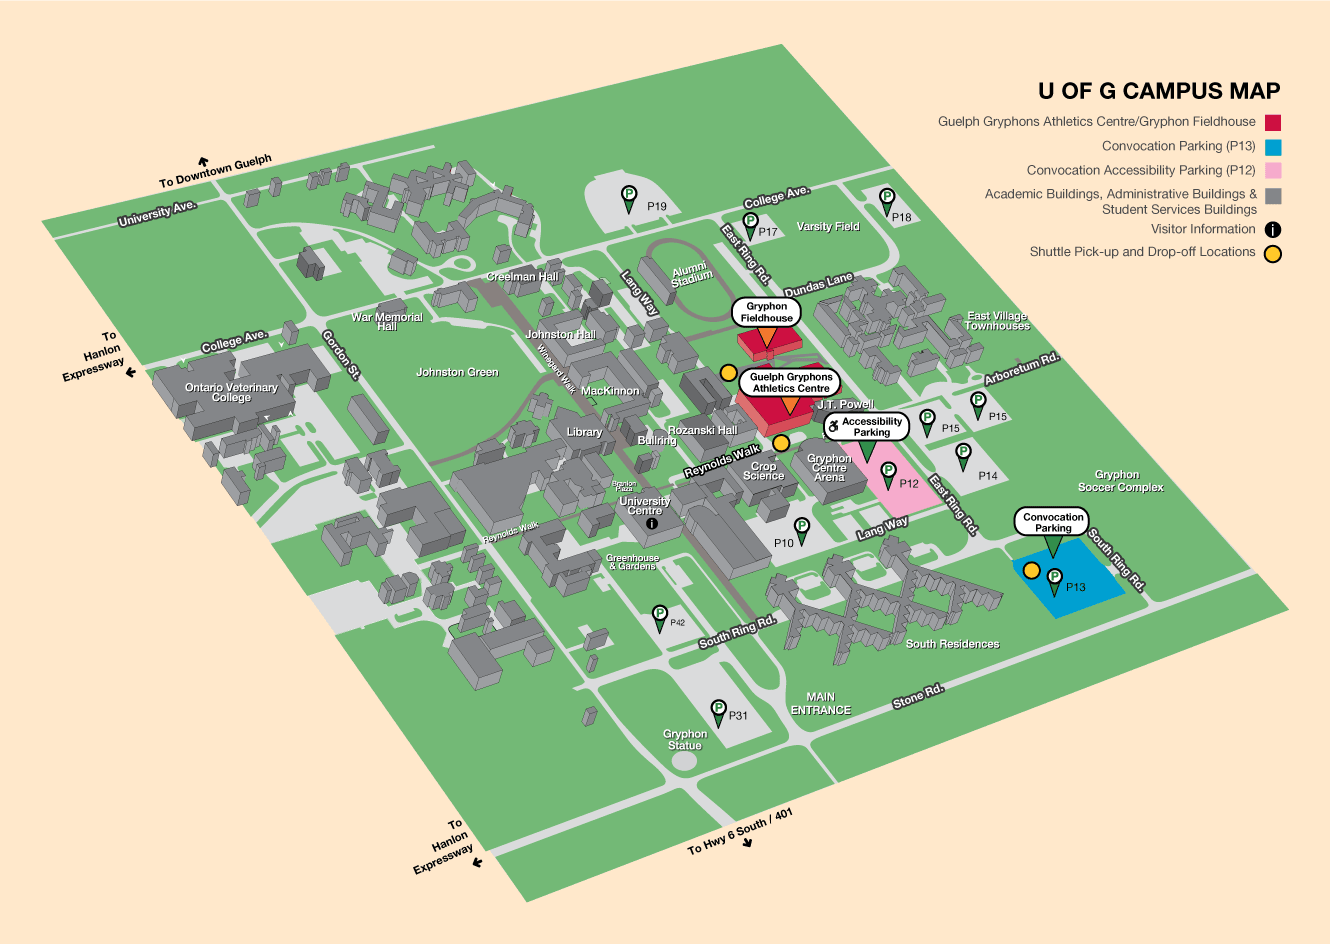 U OF G CAMPUS MAP
Guelph Gryphons Athletics Centre/Gryphon Fieldhouse
Convocation Parking (P13)
Convocation Accessibility Parking (P12)
Academic Buildings, Administrative Buildings &
Student Services Buildings
Visitor Information
i
Shuttle Pick-up and Drop-off Locations
To Downtown Guelph
University Ave.
P
P19
College Ave.
P
P17
P
P18
Varsity Field
East Ring Rd.
Alumni
Stadium
Dundas Lane
Creelman Hall
Lang Way
War Memorial
Hall
Gryphon
Fieldhouse
East Village
Townhouses
To
Hanlon
Expressway
College Ave.
Gordon St.
Johnston Hall
Winegard Walk
Johnston Green
MacKinnon
Guelph Gryphons
Athletics Centre
Arboretum Rd.
Ontario Veterinary
College
J.T. Powell
P
P15
P
P15
Accessibility
Parking
Library
Bullring
Rozanski Hall
Reynolds Walk
Crop
Science
Gryphon
Centre
Arena
P
P12
P
P14
Gryphon
Soccer Complex
Branion
Plaza
University
Centre
i
East Ring Rd.
Lang Way
Reynolds Walk
P10
P
Convocation
Parking
South Ring Rd.
Greenhouse
& Gardens
P
P13
P
P42
South Ring Rd.
South Residences
MAIN
ENTRANCE
Stone Rd.
P
P31
Gryphon
Statue
To
Hanlon
Expressway
To Hwy 6 South / 401